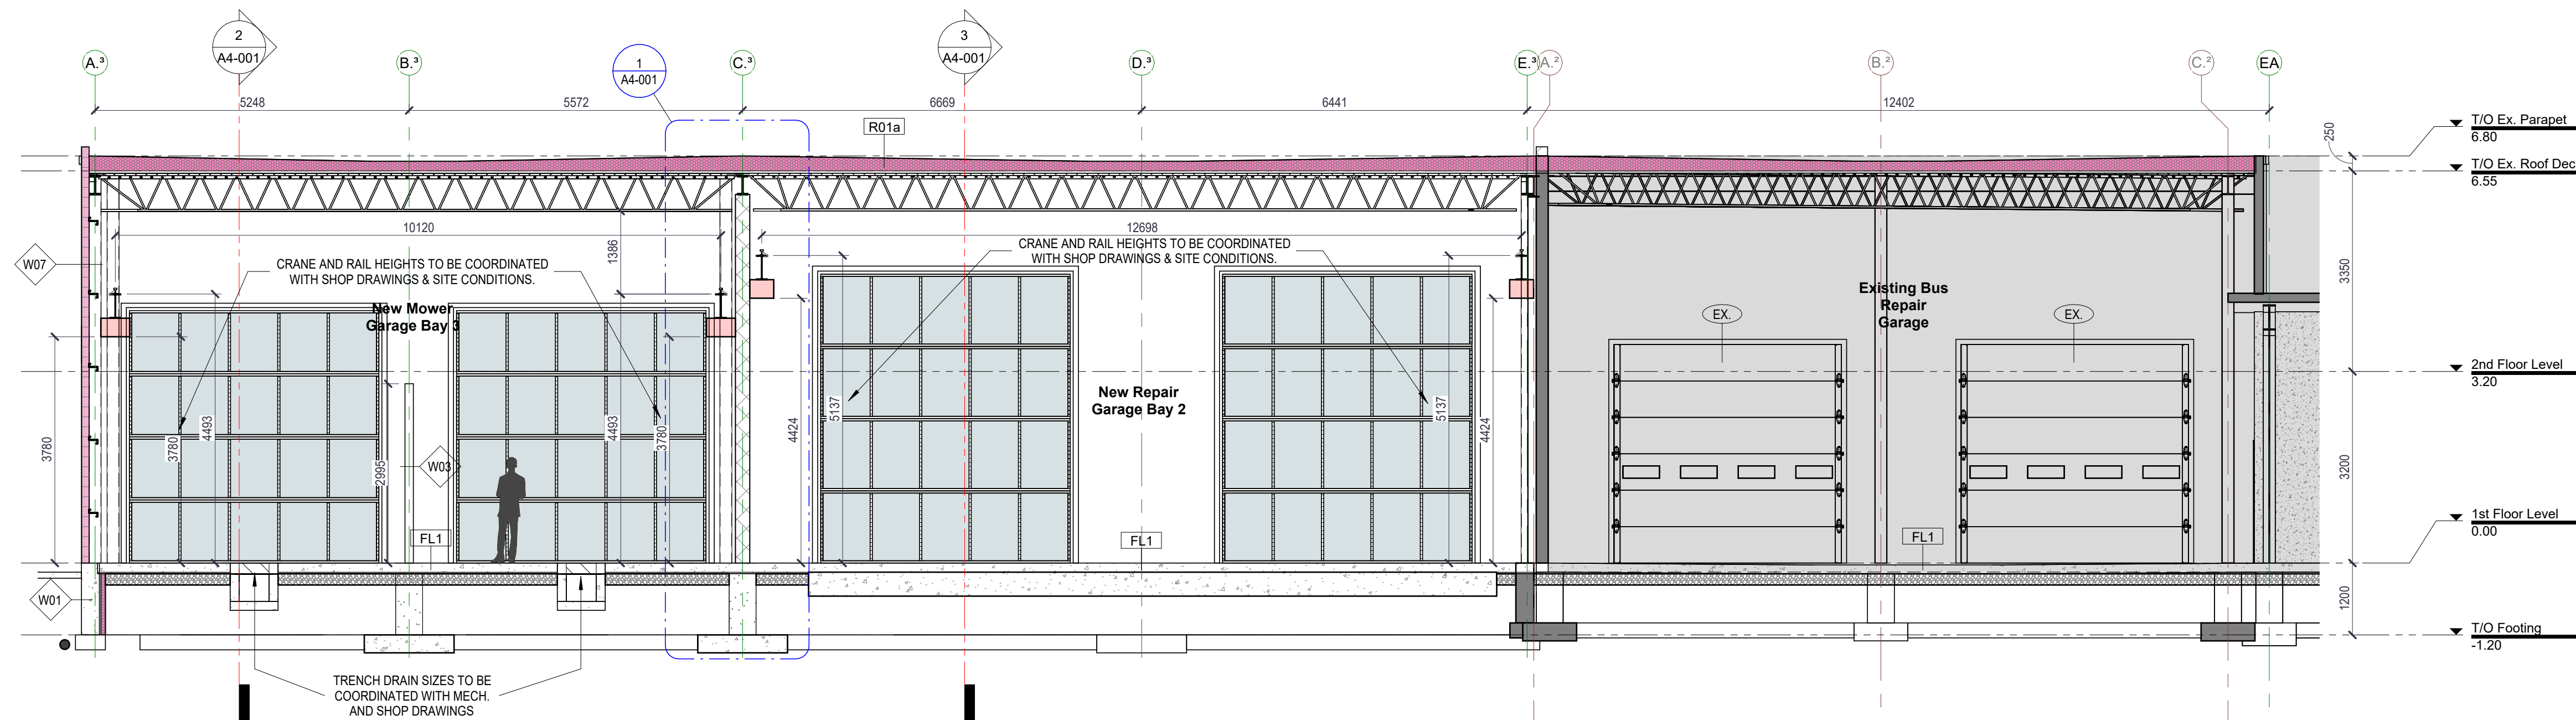 2
A4-001
3
A4-001
1
A4-001
A.³
B.³
C.³
D.³
E.³
A.²
B.²
C.²
EA
5248
5572
6669
6441
12402
R01a
250
T/O Ex. Parapet
6.80
T/O Ex. Roof Dec
6.55
10120
12698
1386
CRANE AND RAIL HEIGHTS TO BE COORDINATED
WITH SHOP DRAWINGS & SITE CONDITIONS.
CRANE AND RAIL HEIGHTS TO BE COORDINATED
WITH SHOP DRAWINGS & SITE CONDITIONS.
W07
New Mower
Garage Bay 3
Existing Bus
Repair
Garage
EX.
EX.
3350
2nd Floor Level
3.20
New Repair
Garage Bay 2
3780
3780
4493
2995
W03
4493
3780
4424
5137
5137
4424
3200
FL1
FL1
FL1
1st Floor Level
0.00
W01
1200
T/O Footing
-1.20
TRENCH DRAIN SIZES TO BE
COORDINATED WITH MECH.
AND SHOP DRAWINGS